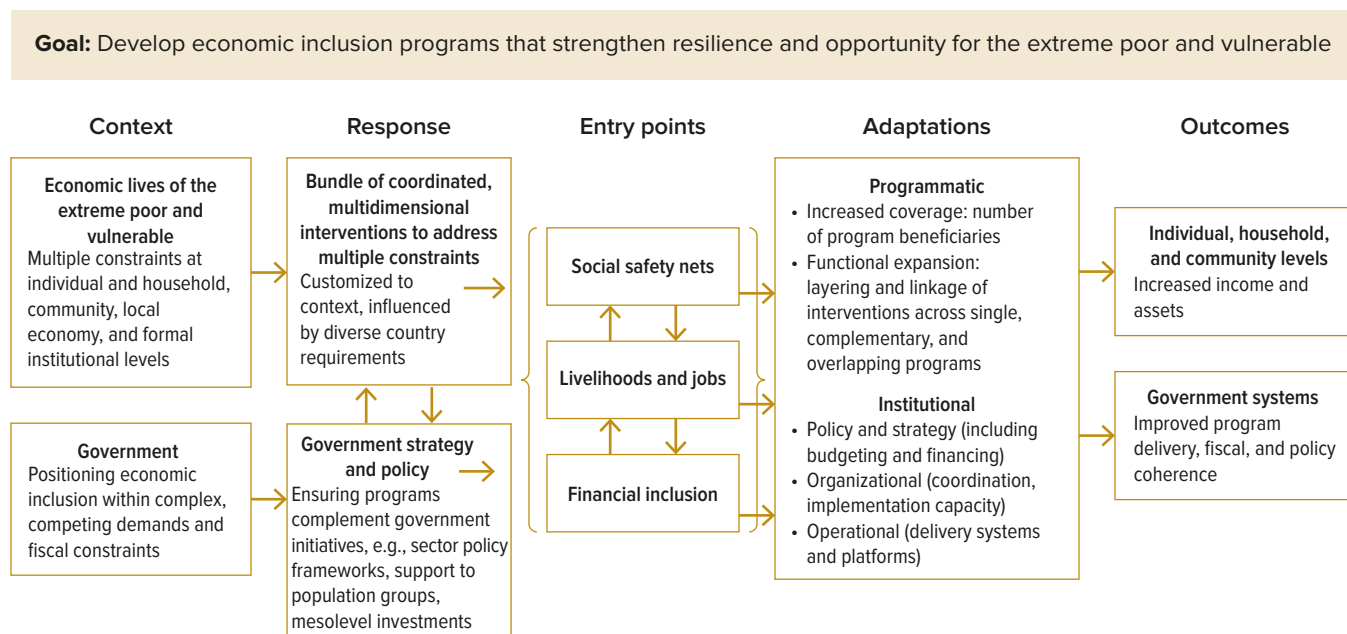 Goal: Develop economic inclusion programs that strengthen resilience and opportunity for the extreme poor and vulnerable
Context
Response
Entry points
Adaptations
Outcomes
Economic lives of the
extreme poor and
vulnerable
Multiple constraints at
individual and household,
community, local
economy, and formal
institutional levels
Government
Positioning economic
inclusion within complex,
competing demands and
fiscal constraints
Bundle of coordinated,
multidimensional
interventions to address
multiple constraints
Customized to
context, influenced
by diverse country
requirements
Government strategy
and policy
Ensuring programs
complement government
initiatives, e.g., sector policy
frameworks, support to
population groups,
mesolevel investments
Social safety nets
Livelihoods and jobs
Financial inclusion
Programmatic
• Increased coverage: number
of program beneficiaries
• Functional expansion:
layering and linkage of
interventions across single,
complementary, and
overlapping programs
Institutional
• Policy and strategy (including
budgeting and financing)
• Organizational (coordination,
implementation capacity)
• Operational (delivery systems
and platforms)
Individual, household,
and community levels
Increased income and
assets
Government systems
Improved program
delivery, fiscal, and policy
coherence